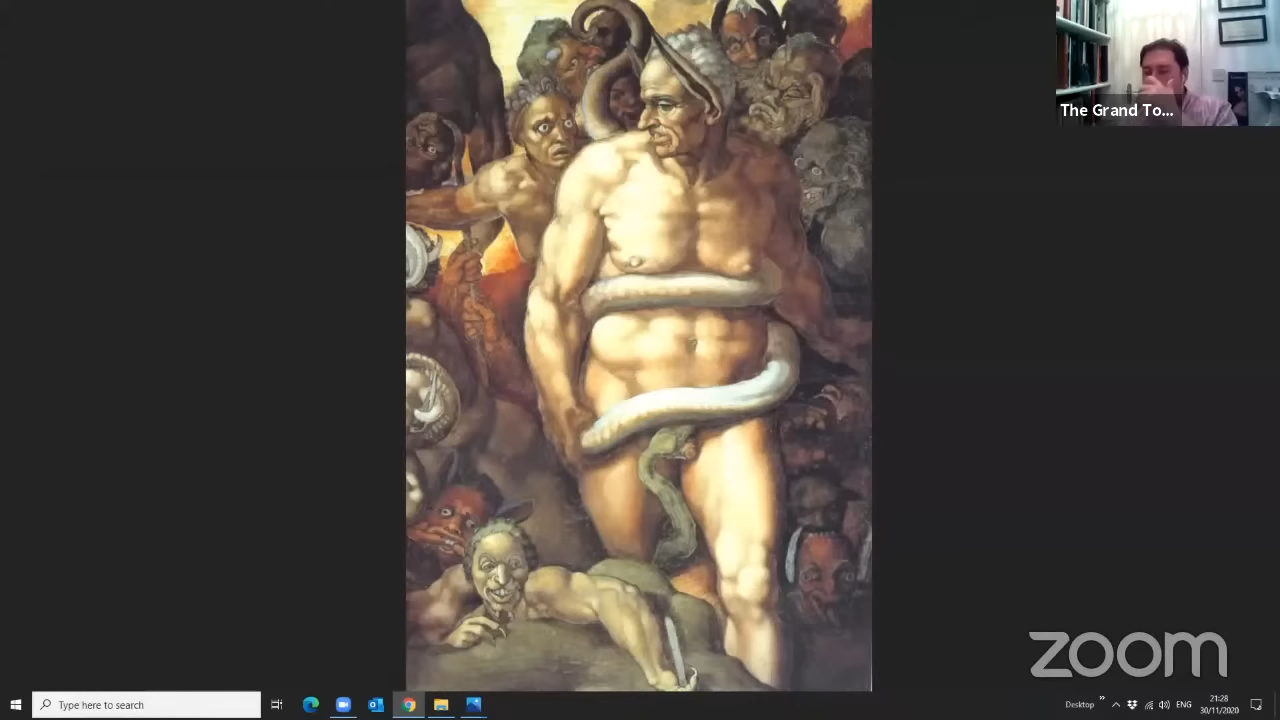 The Grand To...
zoom
Type here to search
Desktop
ENG
21:28
30/11/2020